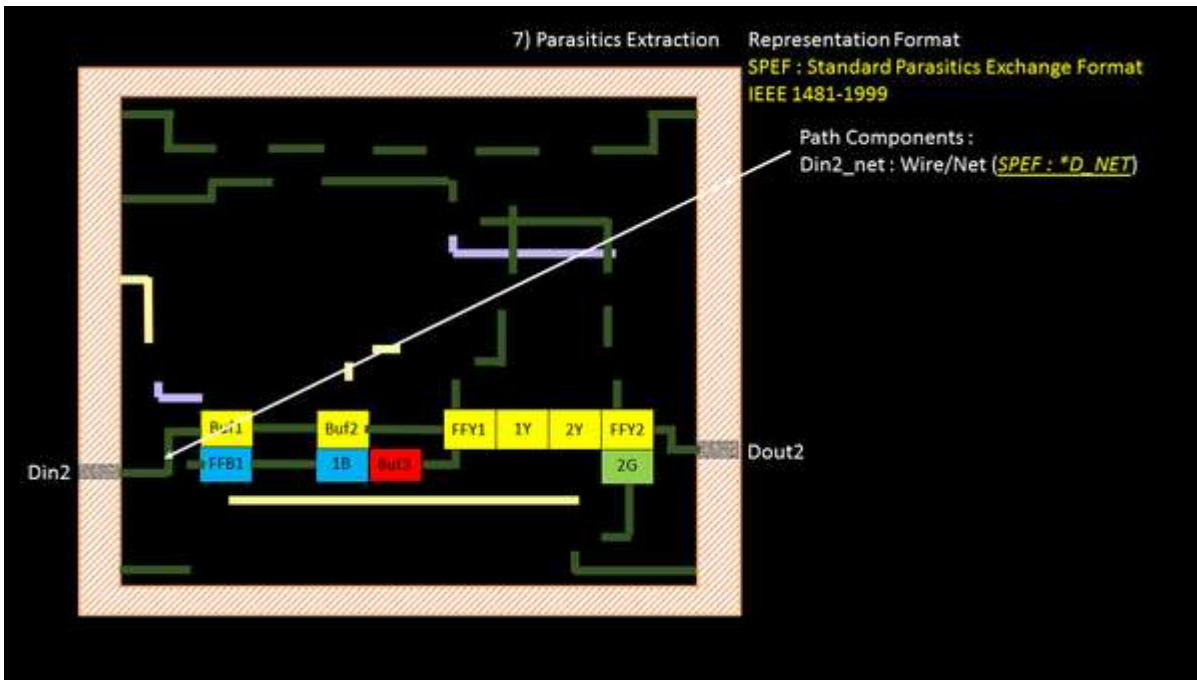 7) Parasitics Extraction
Representation Format
SPEF : Standard Parasitics Exchange Format
IEEE 1481-1999
Path Components :
Din2_net : Wire/Net (SPEF : *D_NET)
Buf1
Buf2
FFY1
1Y
2Y
FFY2
FFB1
1B
Buf3
2G
Din2
Dout2